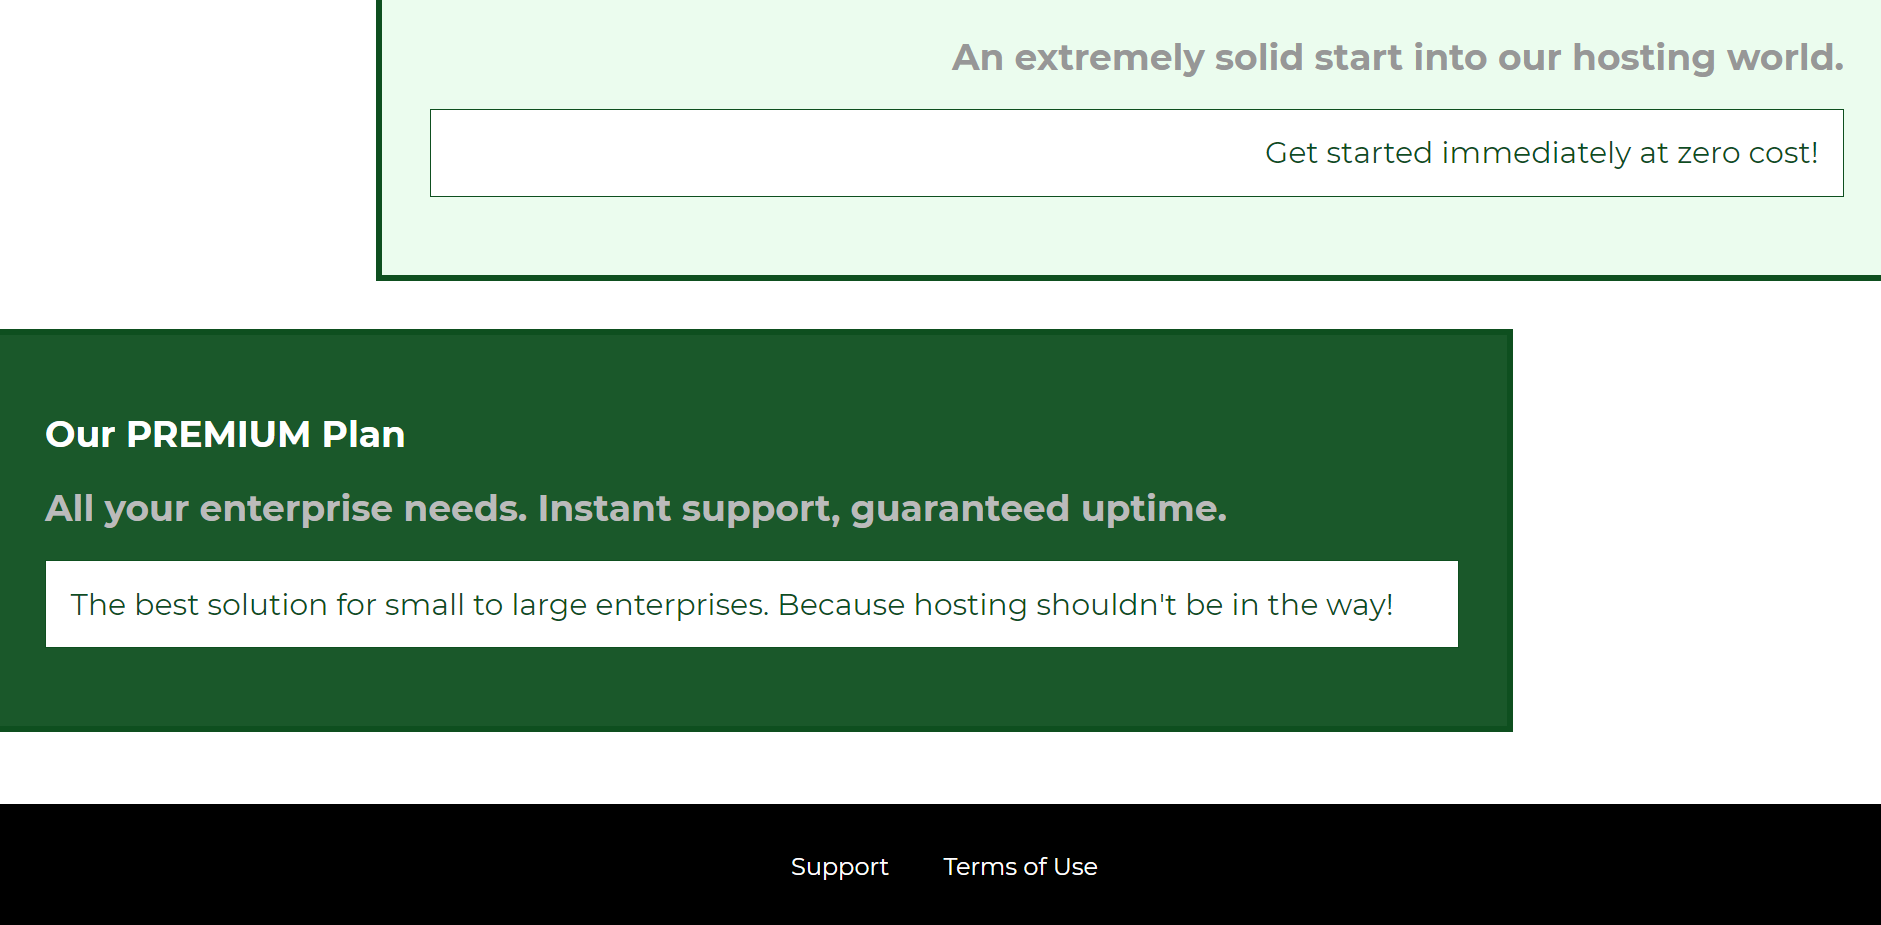 An extremely solid start into our hosting world.
Get started immediately at zero cost!
Our PREMIUM Plan
All your enterprise needs. Instant support, guaranteed uptime.
The best solution for small to large enterprises. Because hosting shouldn't be in the way!
Support Terms of Use